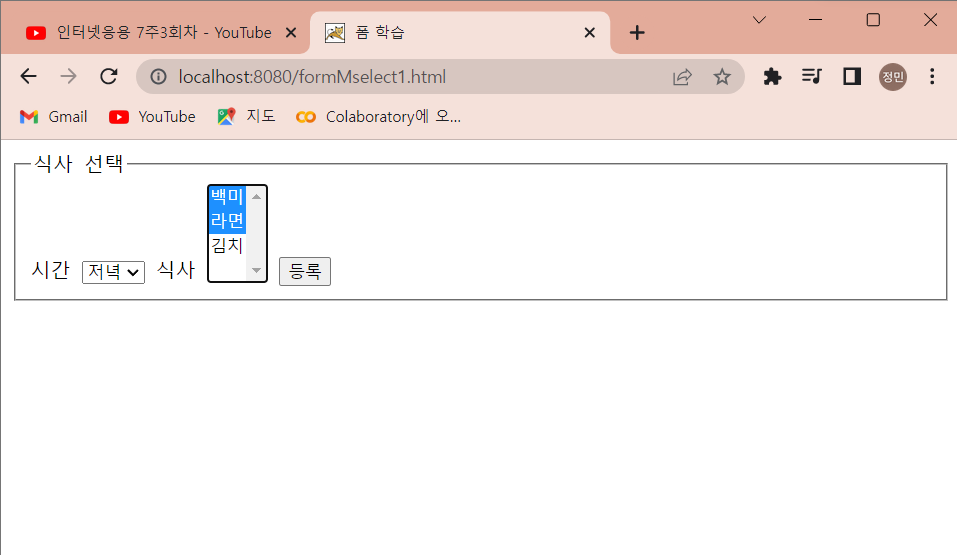 인터넷응용 7주3회차 - YouTube
폼 학습
localhost:8080/formMselect1.html
정민
Gmail
YouTube
지도
Colaboratory에 오...
식사 선택
백미
라면
김치
시간 저녁 식사 등록